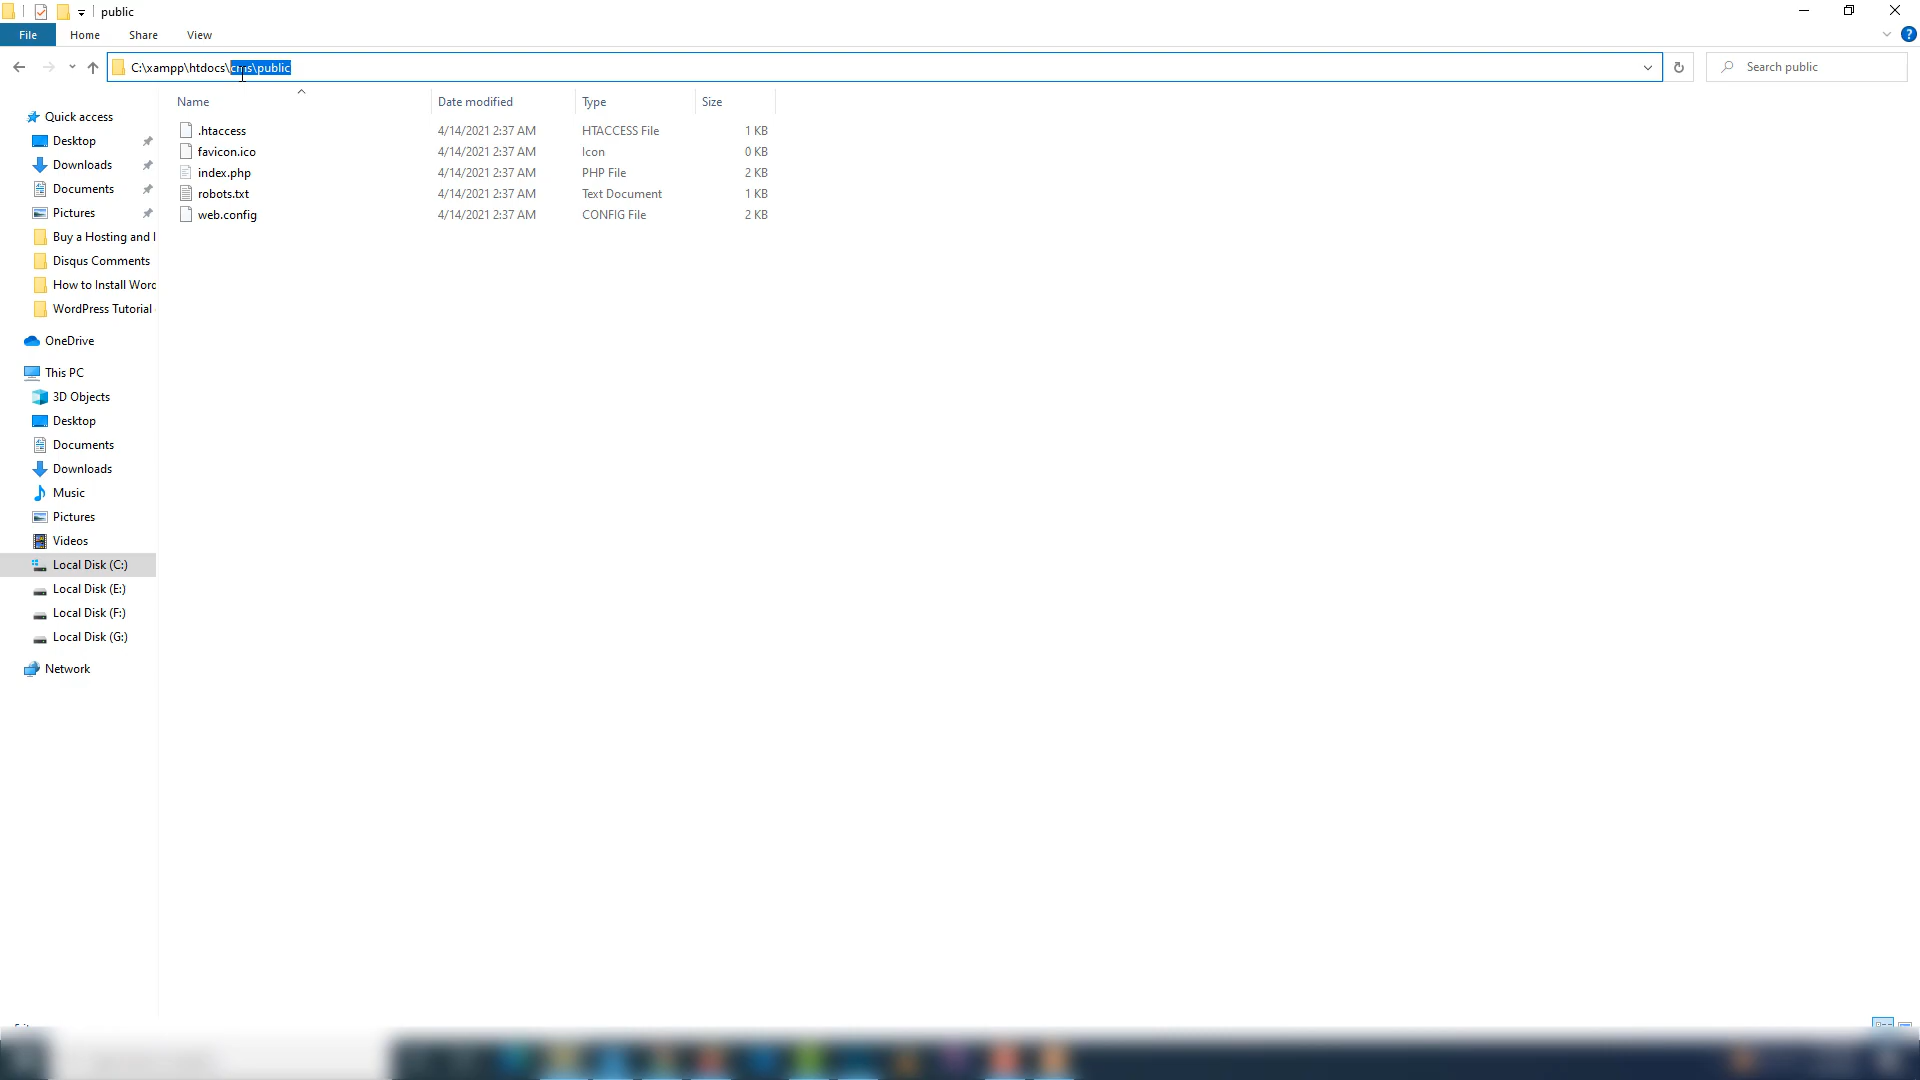 public
File Home Share View
C:\xampp\htdocs\cms\public
Search public
Name Date modified Type Size
.htaccess 4/14/2021 2:37 AM HTACCESS File 1 KB
favicon.ico 4/14/2021 2:37 AM Icon 0 KB
index.php 4/14/2021 2:37 AM PHP File 2 KB
robots.txt 4/14/2021 2:37 AM Text Document 1 KB
web.config 4/14/2021 2:37 AM CONFIG File 2 KB
Quick access
Desktop
Downloads
Documents
Pictures
Buy a Hosting and
Disqus Comments
How to Install Word
WordPress Tutorial
OneDrive
This PC
3D Objects
Desktop
Documents
Downloads
Music
Pictures
Videos
Local Disk (C:)
Local Disk (E:)
Local Disk (F:)
Local Disk (G:)
Network